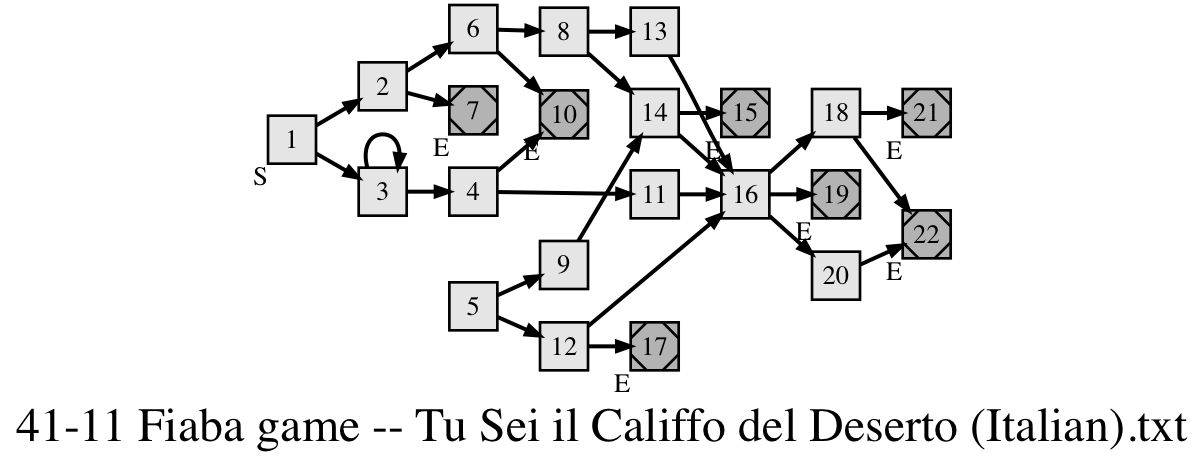 6 8 13
2
7 10 14 15 18 21
1
E E E E
S
3 4 11 16 19
E 22
9 E
20
5
12 17
E
41-11 Fiaba game -- Tu Sei il Califfo del Deserto (Italian).txt